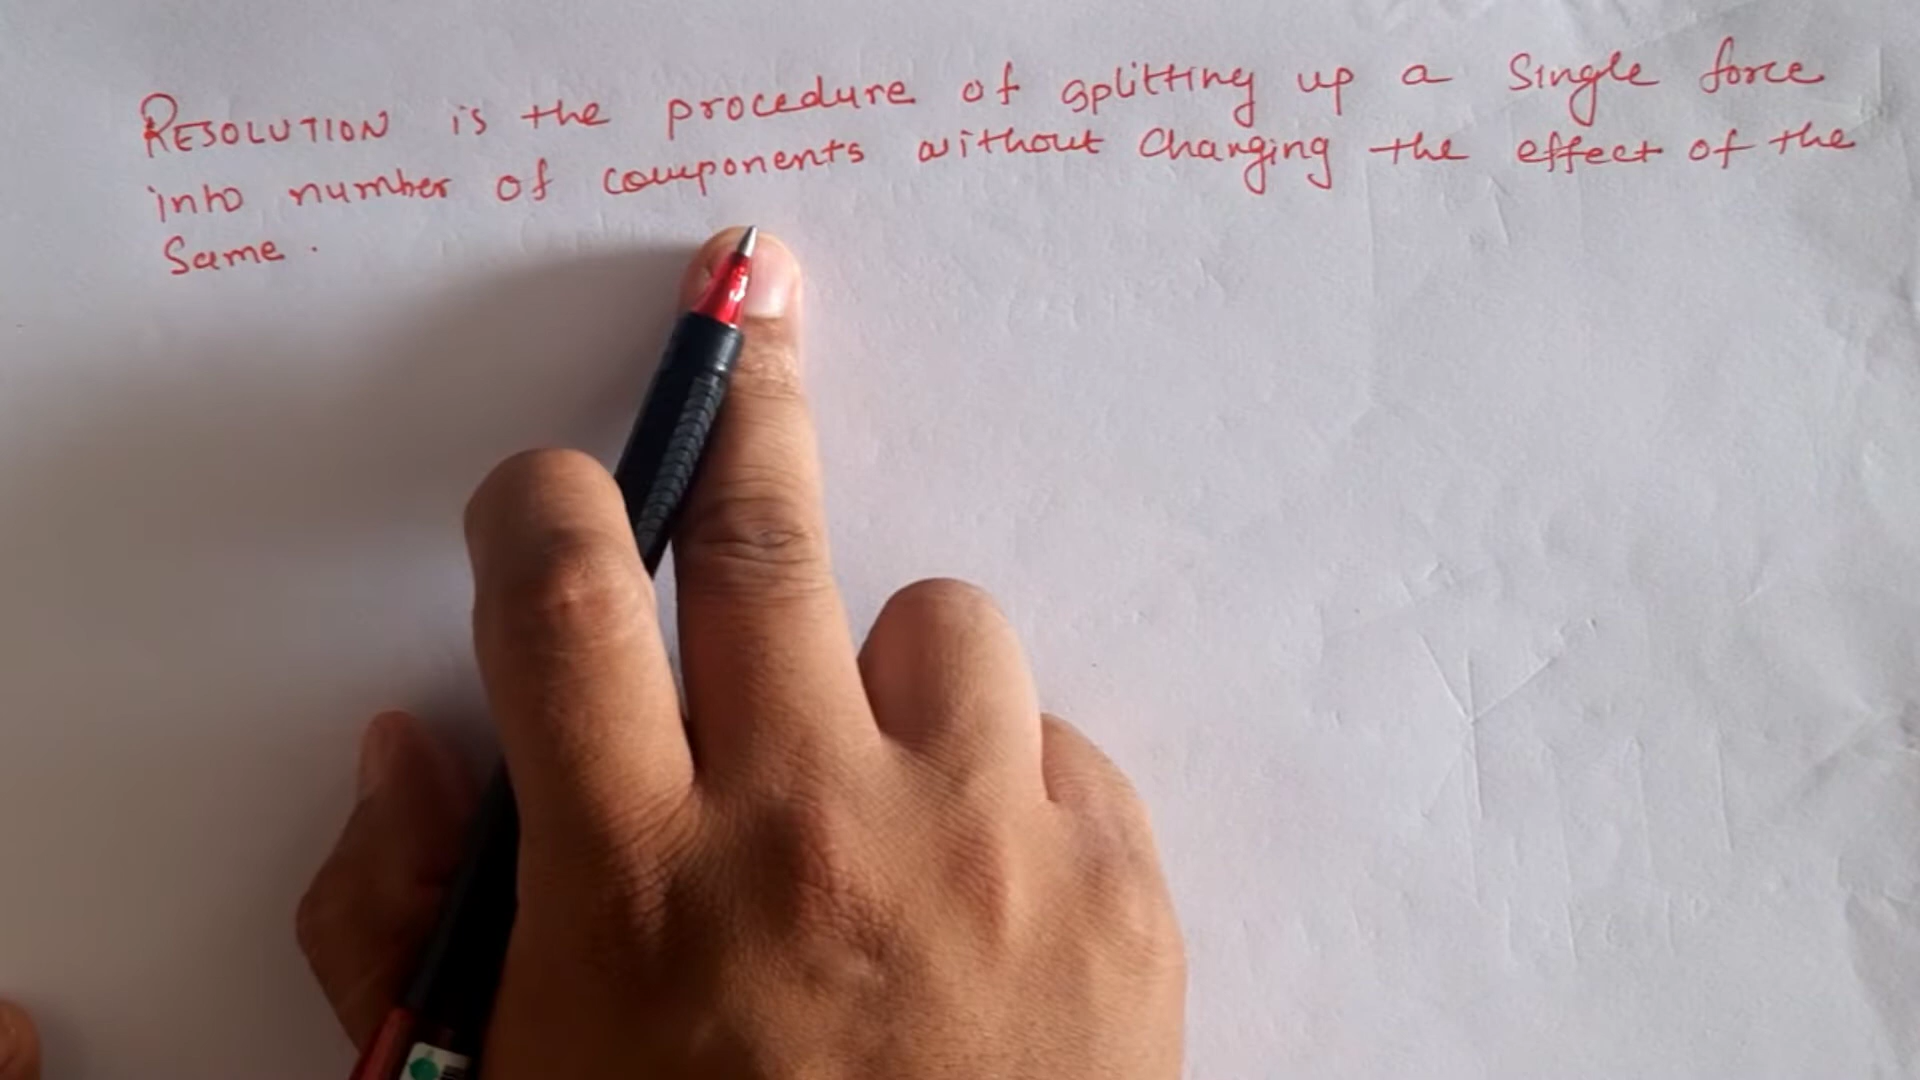 RESOLUTION is the procedure of splitting up a Single force
into number of components without Changing the effect of the
Same.